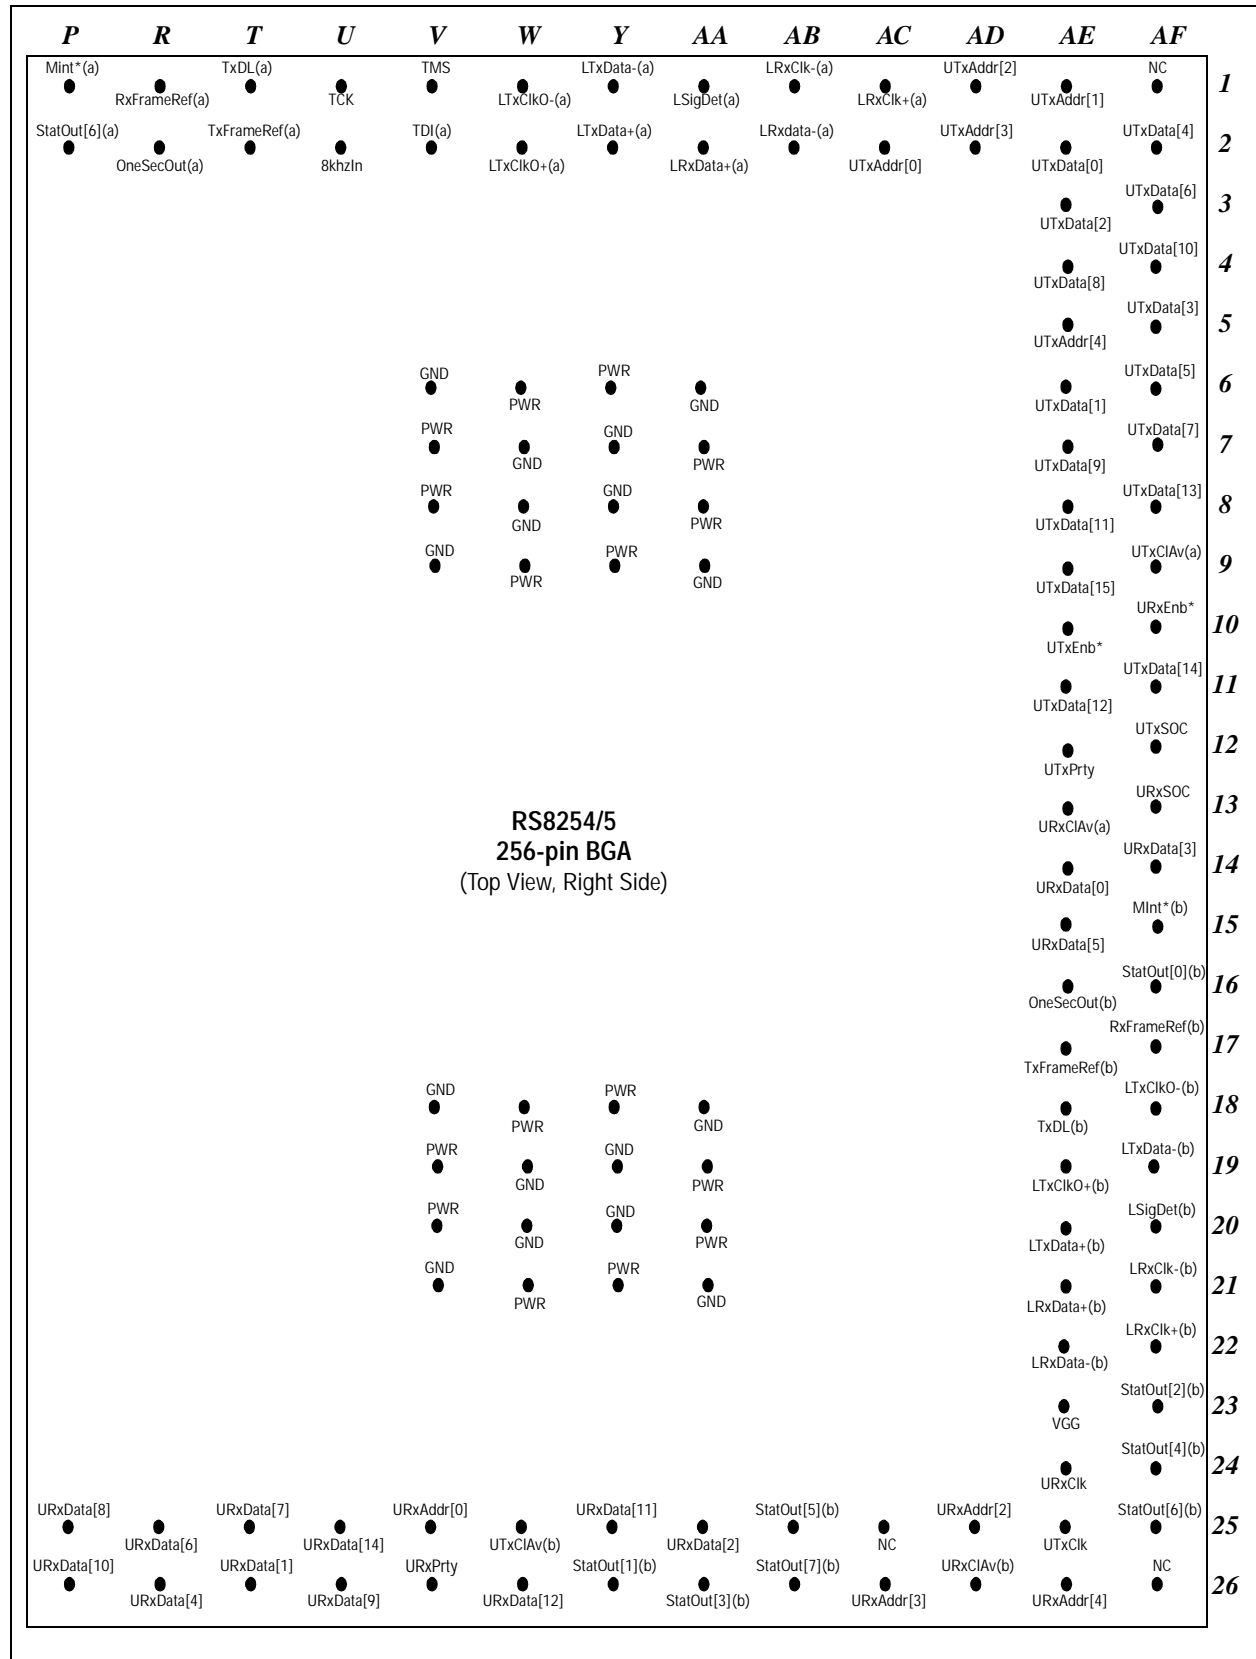 P R T U V W Y AA AB AC AD AE AF
Mint*(a) TxDL(a) TMS LTxData-(a) LRxClk-(a) UTxAddr[2] NC 1
RxFrameRef(a) TCK LTxClkO-(a) LSigDet(a) LRxClk+(a) UTxAddr[1]
StatOut[6](a) TxFrameRef(a) TDI(a) LTxData+(a) LRxdata-(a) UTxAddr[3] UTxData[4] 2
OneSecOut(a) 8khzIn LTxClkO+(a) LRxData+(a) UTxAddr[0] UTxData[0]
UTxData[6] 3
UTxData[2]
UTxData[10] 4
UTxData[8]
UTxData[3] 5
UTxAddr[4]
GND PWR UTxData[5] 6
PWR GND UTxData[1]
PWR GND UTxData[7] 7
GND PWR UTxData[9]
PWR GND UTxData[13] 8
GND PWR UTxData[11]
GND PWR UTxClAv(a) 9
PWR GND UTxData[15]
URxEnb* 10
UTxEnb*
UTxData[14] 11
UTxData[12]
UTxSOC 12
UTxPrty
URxSOC 13
RS8254/5 URxClAv(a)
256-pin BGA URxData[3] 14
(Top View, Right Side) URxData[0]
MInt*(b) 15
URxData[5]
StatOut[0](b) 16
OneSecOut(b)
RxFrameRef(b) 17
TxFrameRef(b)
GND PWR LTxClkO-(b) 18
PWR GND TxDL(b)
PWR GND LTxData-(b) 19
GND PWR LTxClkO+(b)
PWR GND LSigDet(b) 20
GND PWR LTxData+(b)
GND PWR LRxClk-(b) 21
PWR GND LRxData+(b)
LRxClk+(b) 22
LRxData-(b)
StatOut[2](b) 23
VGG
StatOut[4](b) 24
URxClk
URxData[8] URxData[7] URxAddr[0] URxData[11] StatOut[5](b) URxAddr[2] StatOut[6](b) 25
URxData[6] URxData[14] UTxClAv(b) URxData[2] NC UTxClk
URxData[10] URxData[1] URxPrty StatOut[1](b) StatOut[7](b) URxClAv(b) NC 26
URxData[4] URxData[9] URxData[12] StatOut[3](b) URxAddr[3] URxAddr[4]